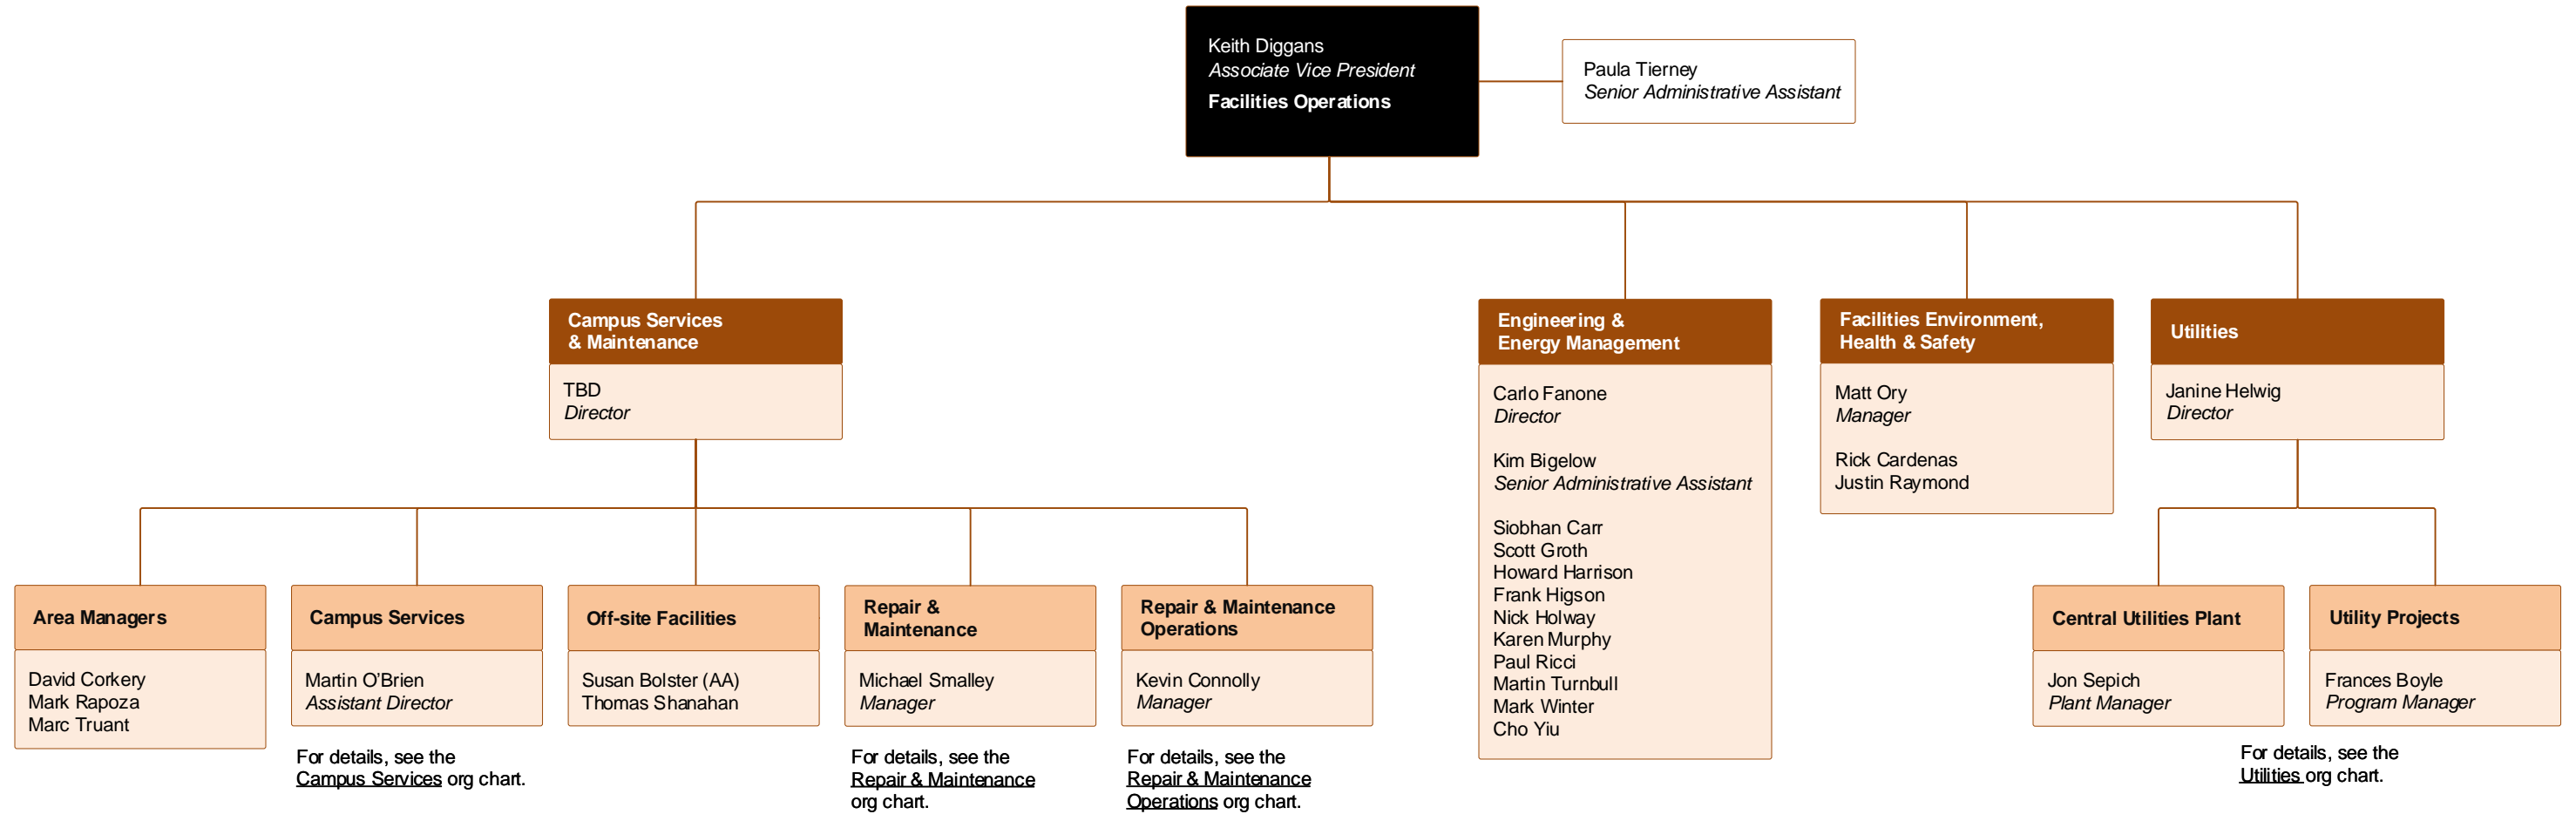 Keith Diggans
Associate Vice President
Facilities Operations
Paula Tierney
Senior Administrative Assistant
Campus Services
& Maintenance
TBD
Director
Engineering &
Energy Management
Carlo Fanone
Director
Kim Bigelow
Senior Administrative Assistant
Siobhan Carr
Scott Groth
Howard Harrison
Frank Higson
Nick Holway
Karen Murphy
Paul Ricci
Martin Turnbull
Mark Winter
Cho Yiu
Facilities Environment,
Health & Safety
Matt Ory
Manager
Rick Cardenas
Justin Raymond
Utilities
Janine Helwig
Director
Area Managers
David Corkery
Mark Rapoza
Marc Truant
Campus Services
Martin O’Brien
Assistant Director
For details, see the
Campus Services org chart.
Off-site Facilities
Susan Bolster (AA)
Thomas Shanahan
Repair &
Maintenance
Michael Smalley
Manager
For details, see the
Repair & Maintenance
org chart.
Repair & Maintenance
Operations
Kevin Connolly
Manager
For details, see the
Repair & Maintenance
Operations org chart.
Central Utilities Plant
Jon Sepich
Plant Manager
Utility Projects
Frances Boyle
Program Manager
For details, see the
Utilities org chart.